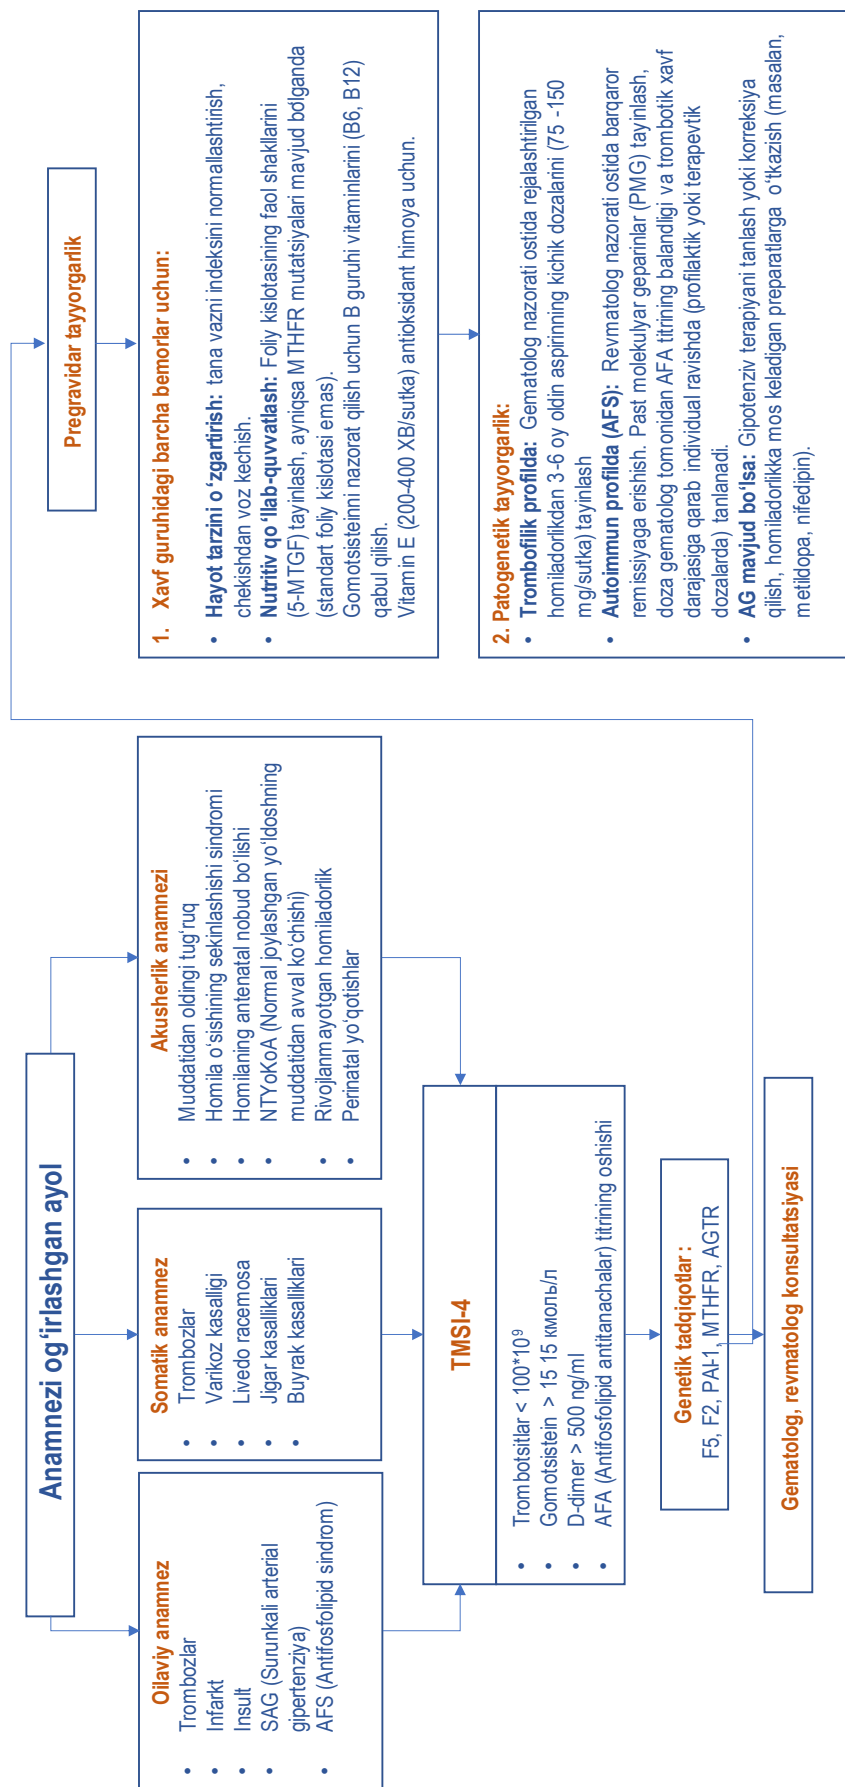 Anamnezi og‘irlashgan ayol
Oilaviy anamnez
• Trombozlar
• Infarkt
• Insult
• SAG (Surunkali arterial
gipertenziya)
• AFS (Antifosfolipid sindrom)
Somatik anamnez
• Trombozlar
• Varikoz kasalligi
• Livedo racemosa
• Jigar kasalliklari
• Buyrak kasalliklari
Akusherlik anamnezi
• Muddatidan oldingi tug‘ruq
• Homila o‘sishining sekinlashishi sindromi
• Homilaning antenatal nobud bo‘lishi
• NTYoKoA (Normal joylashgan yo‘ldoshning
muddatidan avval ko‘chishi)
• Rivojlanmayotgan homiladorlik
• Perinatal yo‘qotishlar
TMSI-4
• Trombotsitlar < 100*10⁹
• Gomotsistein > 15 15 кмоль/л
• D-dimer > 500 ng/ml
• AFA (Antifosfolipid antitanachalar) titrining oshishi
Genetik tadqiqotlar :
F5, F2, PAI-1, MTHFR, AGTR
Gematolog, revmatolog konsultatsiyasi
Pregravidar tayyorgarlik
1. Xavf guruhidagi barcha bemorlar uchun:
• Hayot tarzini o‘zgartirish: tana vazni indeksini normallashtirish,
chekishdan voz kechish.
• Nutritiv qo‘llab-quvvatlash: Foliy kislotasining faol shakllarini
(5-MTGF) tayinlash, ayniqsa MTHFR mutatsiyalari mavjud bolganda
(standart foliy kislotasi emas).
Gomotsisteinni nazorat qilish uchun B guruhi vitaminlarini (B6, B12)
qabul qilish.
Vitamin E (200-400 XB/sutka) antioksidant himoya uchun.
2. Patogenetik tayyorgarlik:
• Trombofilik profilda: Gematolog nazorati ostida rejalashtirilgan
homiladorlikdan 3-6 oy oldin aspirinning kichik dozalarini (75 -150
mg/sutka) tayinlash
• Autoimmun profilda (AFS): Revmatolog nazorati ostida barqaror
remissiyaga erishish. Past molekulyar geparinlar (PMG) tayinlash,
doza gematolog tomonidan AFA titrining balandligi va trombotik xavf
darajasiga qarab individual ravishda (profilaktik yoki terapevtik
dozalarda) tanlanadi.
• AG mavjud bo‘lsa: Gipotenziv terapiyani tanlash yoki korreksiya
qilish, homiladorlikka mos keladigan preparatlarga o‘tkazish (masalan,
metildopa, nifedipin).